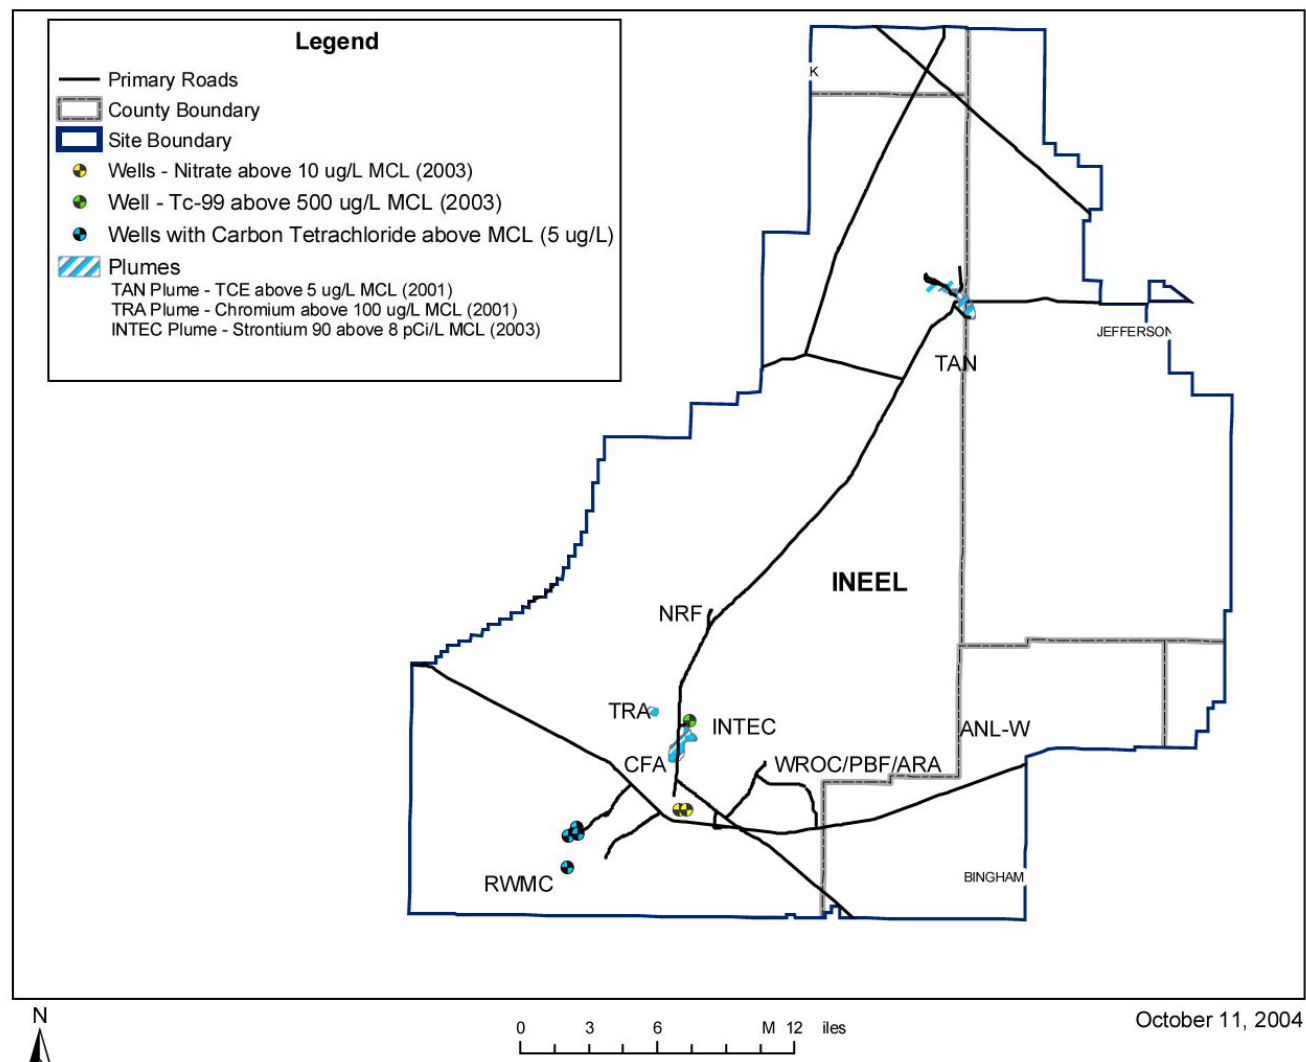 Legend
Primary Roads
County Boundary
Site Boundary
Wells - Nitrate above 10 ug/L MCL (2003)
Well - Tc-99 above 500 ug/L MCL (2003)
Wells with Carbon Tetrachloride above MCL (5 ug/L)
Plumes
TAN Plume - TCE above 5 ug/L MCL (2001)
TRA Plume - Chromium above 100 ug/L MCL (2001)
INTEC Plume - Strontium 90 above 8 pCi/L MCL (2003)
K
JEFFERSON
TAN
INEEL
NRF
TRA
INTEC
ANL-W
CFA
WROC/PBF/ARA
BINGHAM
RWMC
N
0 3 6 M 12 iles
October 11, 2004